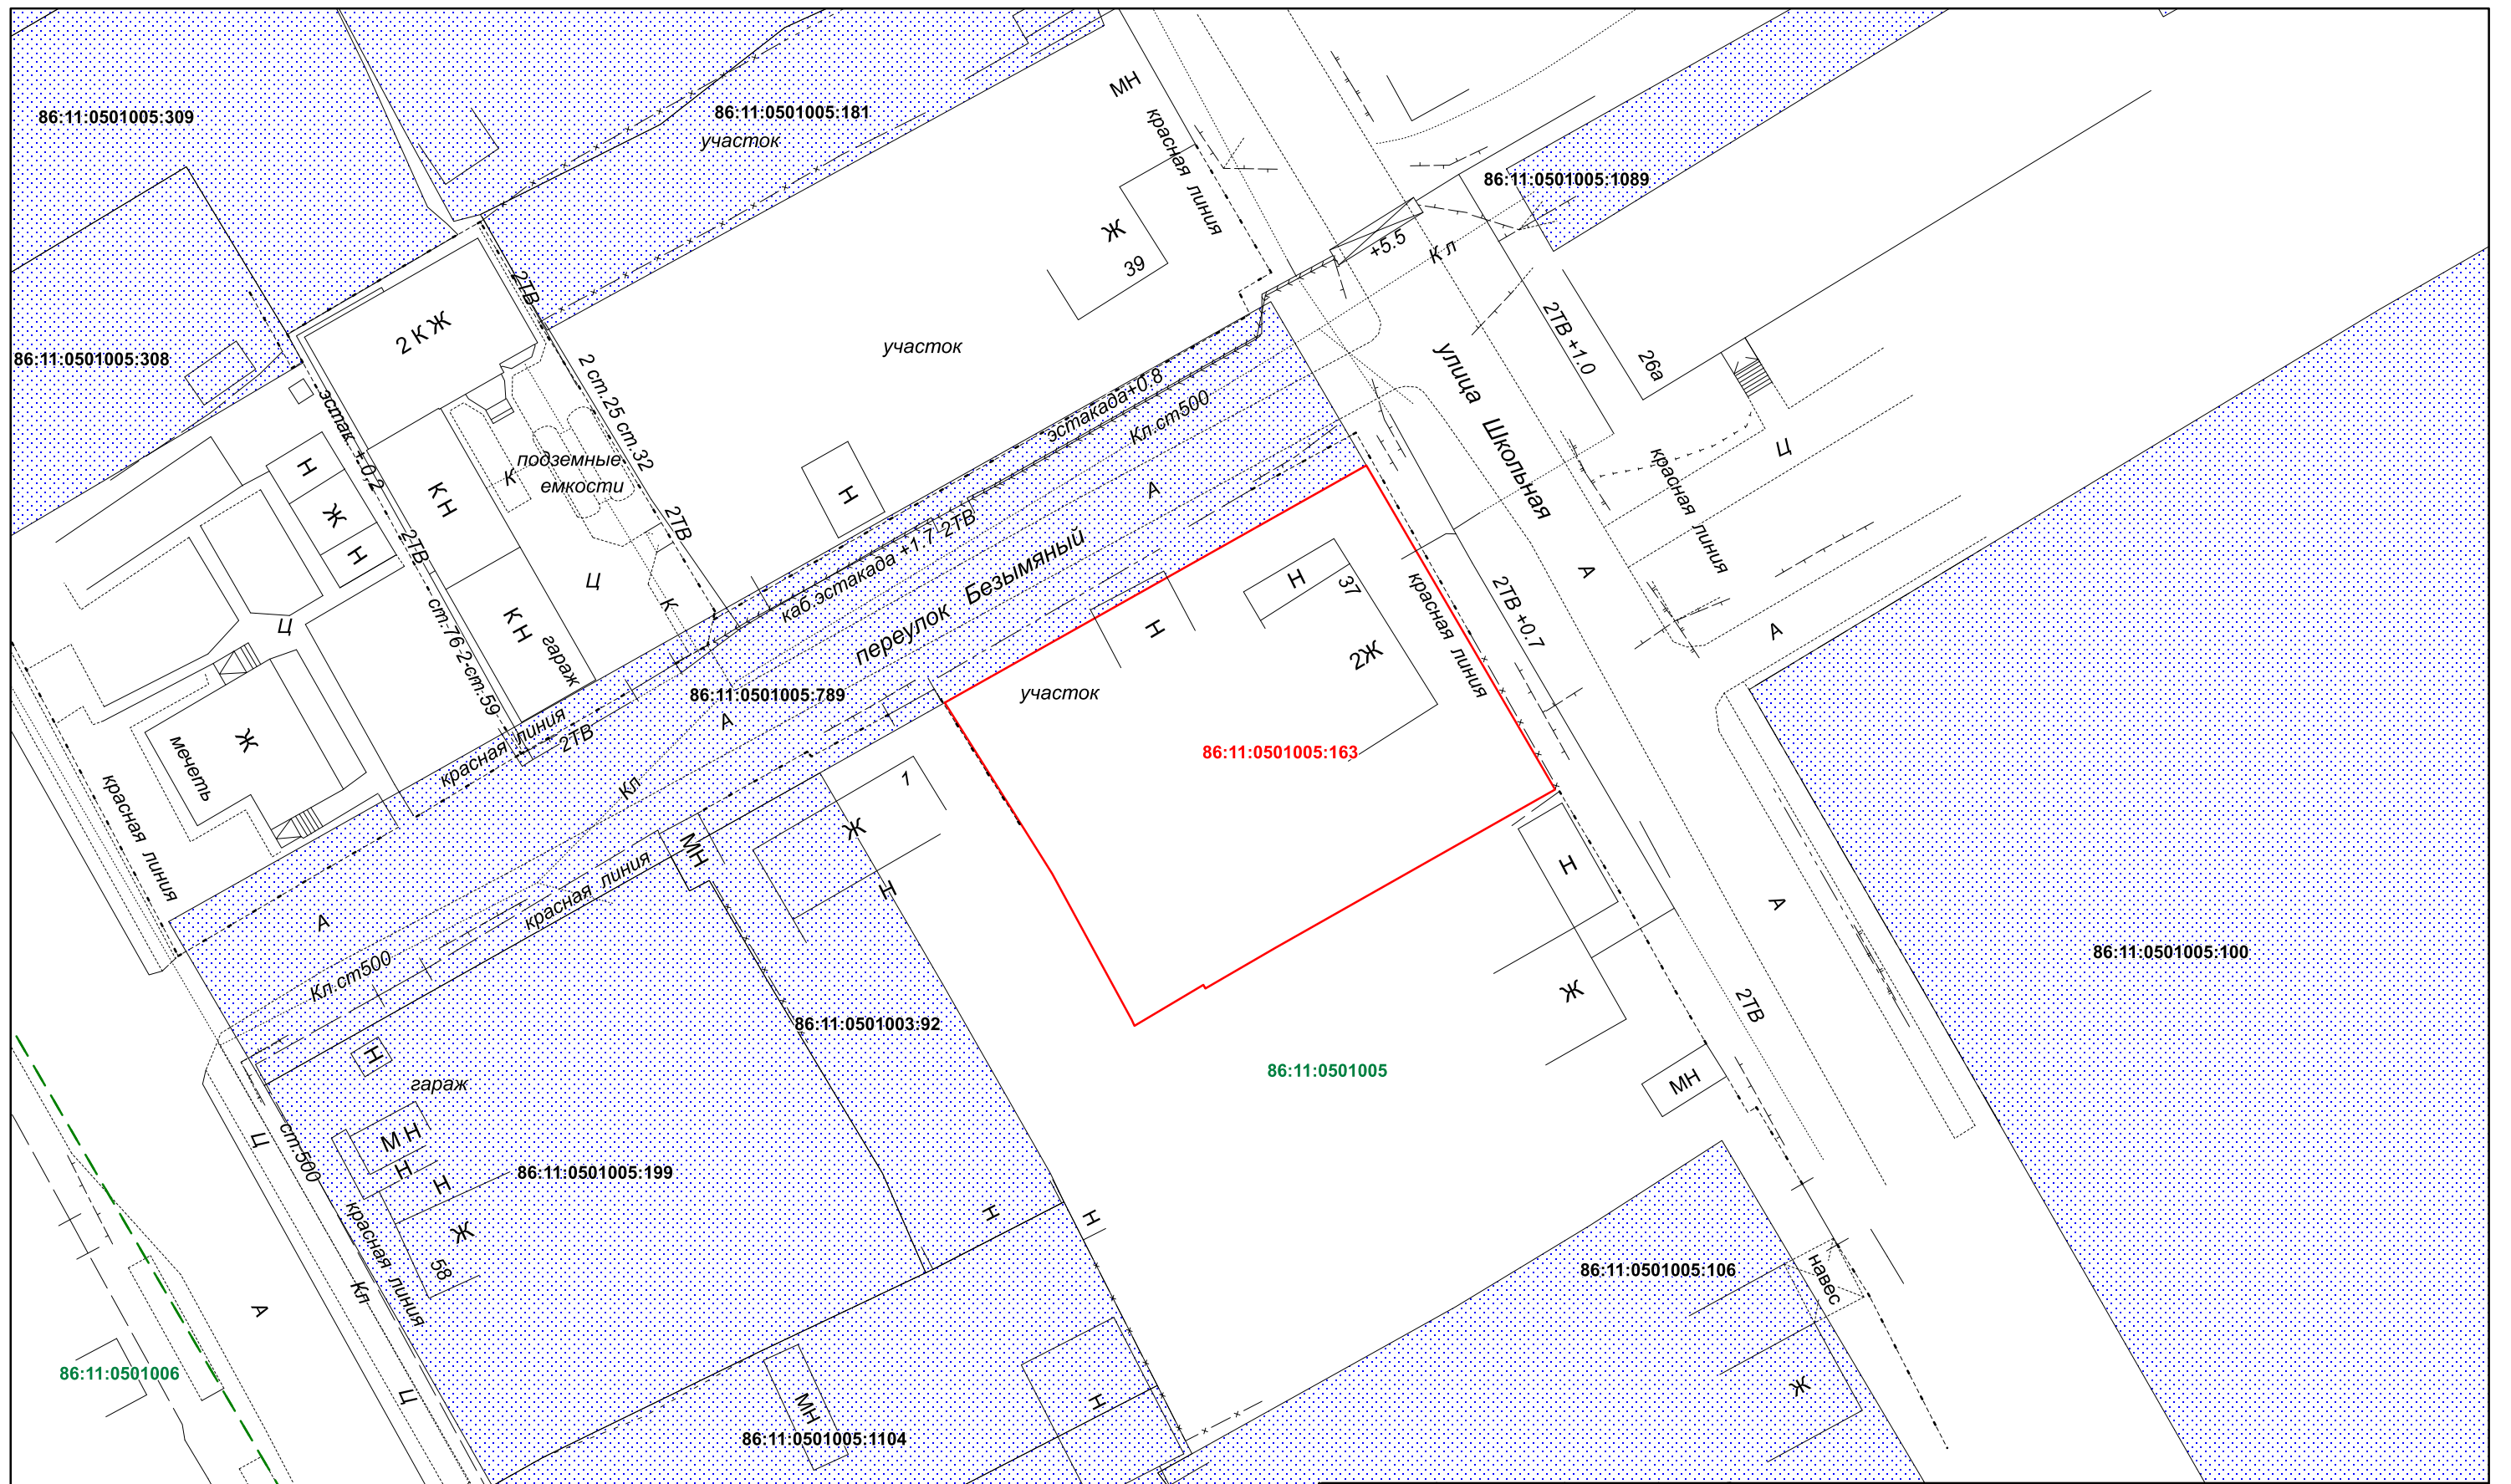 МН
86:11:0501005:181
86:11:0501005:309
участок
красная линия
86:11:0501005:1089
Ж
39
+5.5
Кл
2ТВ
2 К Ж
участок
2ТВ +1.0
86:11:0501005:308
26а
улица Школьная
2 ст.25 ст.32
эстакада+0.8
Кл.ст500
эстак + 0,2
Н
Ж
Н
К Н
К
подземные
емкости
Н
А
Ц
красная линия
2ТВ
2ТВ
каб.эстакада +1.7 2ТВ
переулок Безымяный
Ц
К
Н
37
А
2ТВ +0.7
красная линия
Ц
К Н
гараж
ст.76 2-ст.59
Н
2Ж
А
86:11:0501005:789
участок
А
красная линия
2ТВ
Ж
мечеть
86:11:0501005:163
красная линия
Кл
1
Ж
МН
Н
красная линия
Н
А
А
Кл.ст500
86:11:0501005:100
Ж
2ТВ
86:11:0501003:92
Н
гараж
86:11:0501005
МН
Ц
ст.500
М Н
Н
Н
86:11:0501005:199
Ж
58
Н
Н
красная линия
Кл
А
86:11:0501005:106
навес
86:11:0501006
Ц
МН
Н
Ж
86:11:0501005:1104